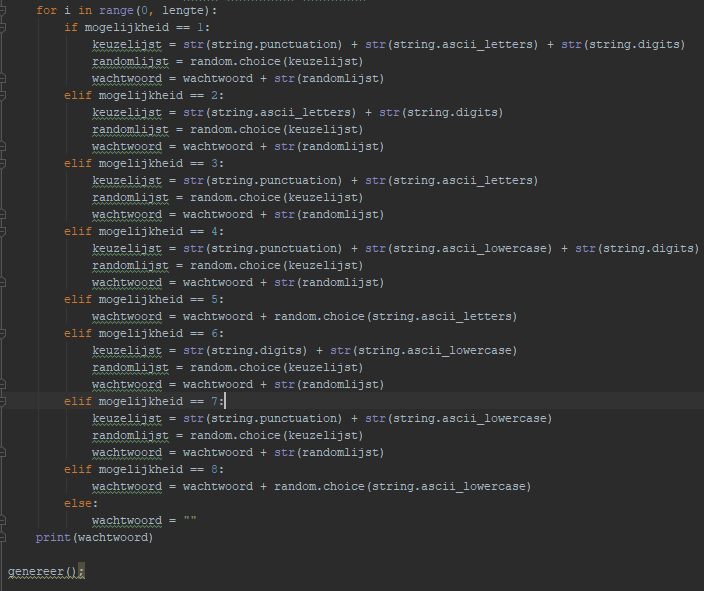 for i in range(0, lengte):
    if mogelijkheid == 1:
        keuzelijst = str(string.punctuation) + str(string.ascii_letters) + str(string.digits)
        randomlijst = random.choice(keuzelijst)
        wachtwoord = wachtwoord + str(randomlijst)
    elif mogelijkheid == 2:
        keuzelijst = str(string.ascii_letters) + str(string.digits)
        randomlijst = random.choice(keuzelijst)
        wachtwoord = wachtwoord + str(randomlijst)
    elif mogelijkheid == 3:
        keuzelijst = str(string.punctuation) + str(string.ascii_letters)
        randomlijst = random.choice(keuzelijst)
        wachtwoord = wachtwoord + str(randomlijst)
    elif mogelijkheid == 4:
        keuzelijst = str(string.punctuation) + str(string.ascii_lowercase) + str(string.digits)
        randomlijst = random.choice(keuzelijst)
        wachtwoord = wachtwoord + str(randomlijst)
    elif mogelijkheid == 5:
        wachtwoord = wachtwoord + random.choice(string.ascii_letters)
    elif mogelijkheid == 6:
        keuzelijst = str(string.digits) + str(string.ascii_lowercase)
        randomlijst = random.choice(keuzelijst)
        wachtwoord = wachtwoord + str(randomlijst)
    elif mogelijkheid == 7:
        keuzelijst = str(string.punctuation) + str(string.ascii_lowercase)
        randomlijst = random.choice(keuzelijst)
        wachtwoord = wachtwoord + str(randomlijst)
    elif mogelijkheid == 8:
        wachtwoord = wachtwoord + random.choice(string.ascii_lowercase)
    else:
        wachtwoord = ""
print(wachtwoord)
genereer();